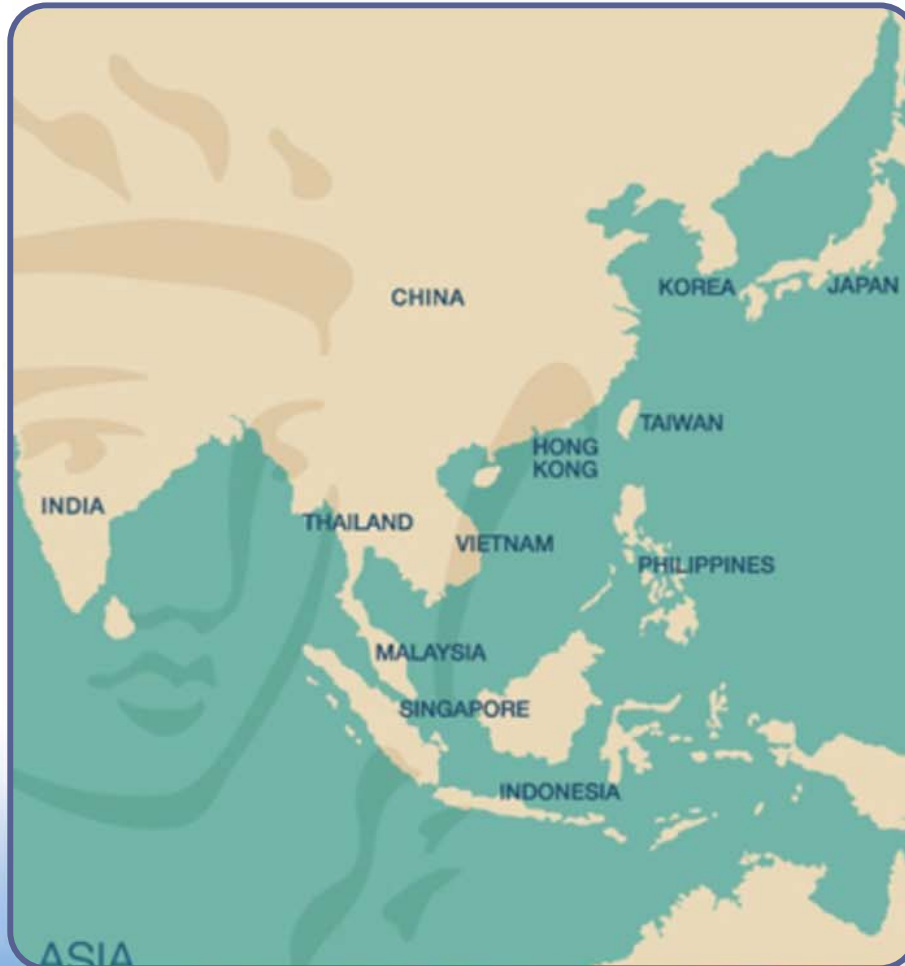 CHINA
KOREA
JAPAN
TAIWAN
HONG
KONG
INDIA
THAILAND
VIETNAM
PHILIPPINES
MALAYSIA
SINGAPORE
INDONESIA
ASIA